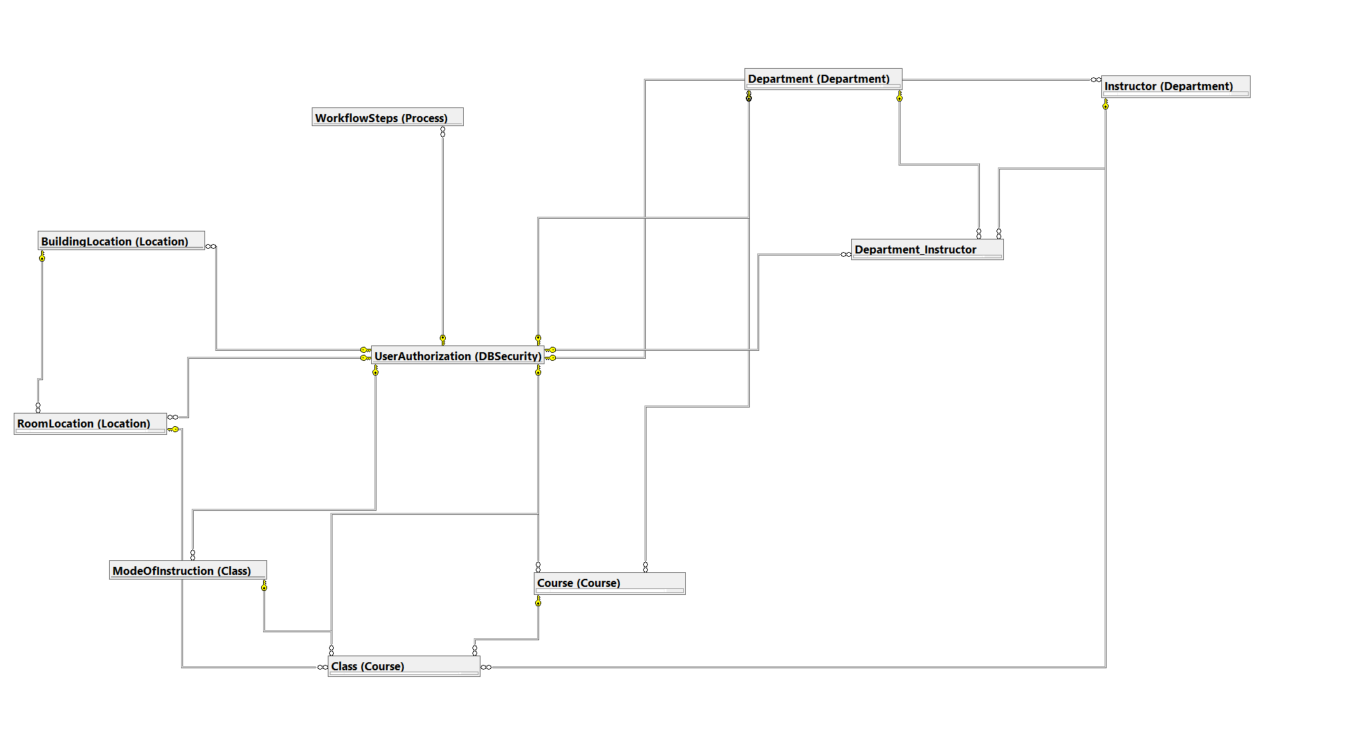 Department (Department)
Instructor (Department)
WorkflowSteps (Process)
BuildingLocation (Location)
Department_Instructor
UserAuthorization (DBSecurity)
RoomLocation (Location)
ModeOfInstruction (Class)
Course (Course)
Class (Course)